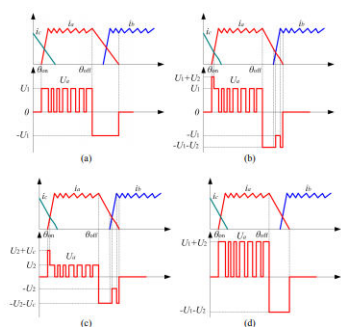 ic ia ib
θon Ua θoff
U1
0
-U1
(a)
ic ia ib
U1+U2 θon Ua θoff
U1
0
-U1
-U1-U2
(b)
ic ia ib
θon Ua θoff
U2+Uc
U2
-U2
-U2-Uc
(c)
ic ia ib
θon Ua θoff
U1+U2
0
-U1-U2
(d)